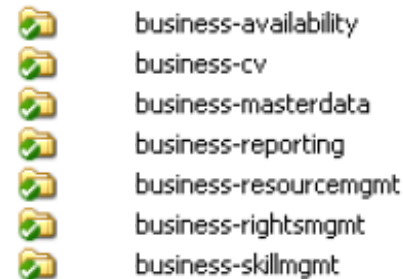 business-availability
business-cv
business-masterdata
business-reporting
business-resourcemgmt
business-rightsmgmt
business-skillmgmt